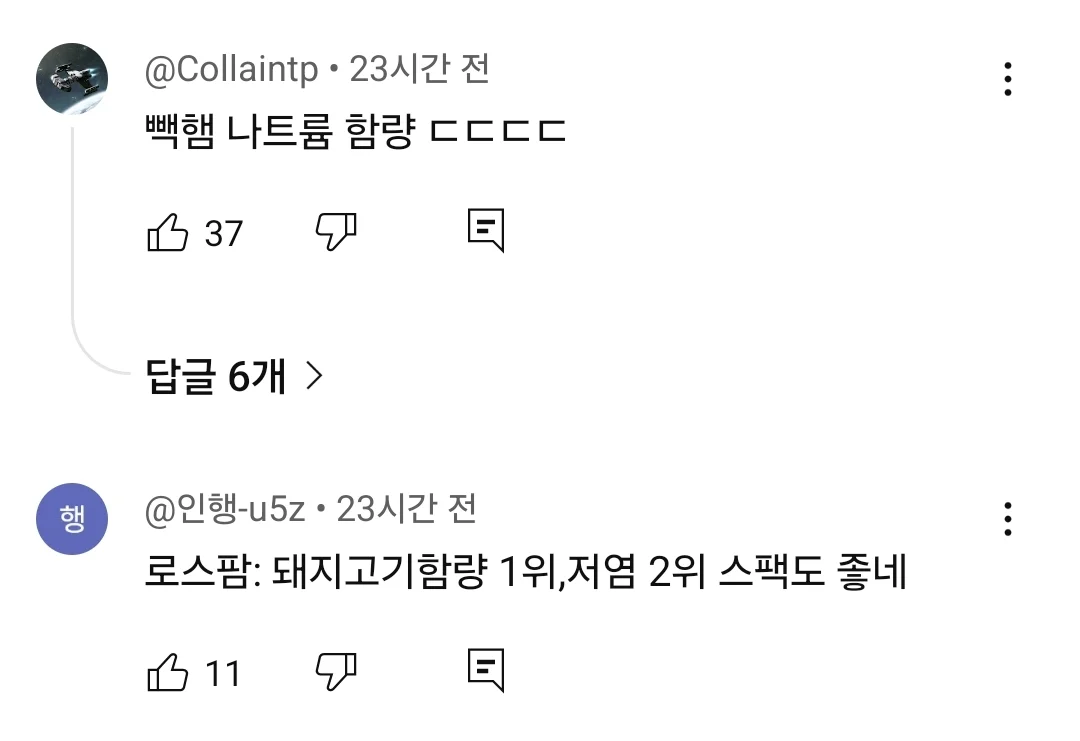 @Collaintp • 23시간 전
빽햄 나트륨 함량 ㄷㄷㄷㄷ
37
답글 6개
행
@인행-u5z • 23시간 전
로스팜: 돼지고기함량 1위,저염 2위 스팩도 좋네
11